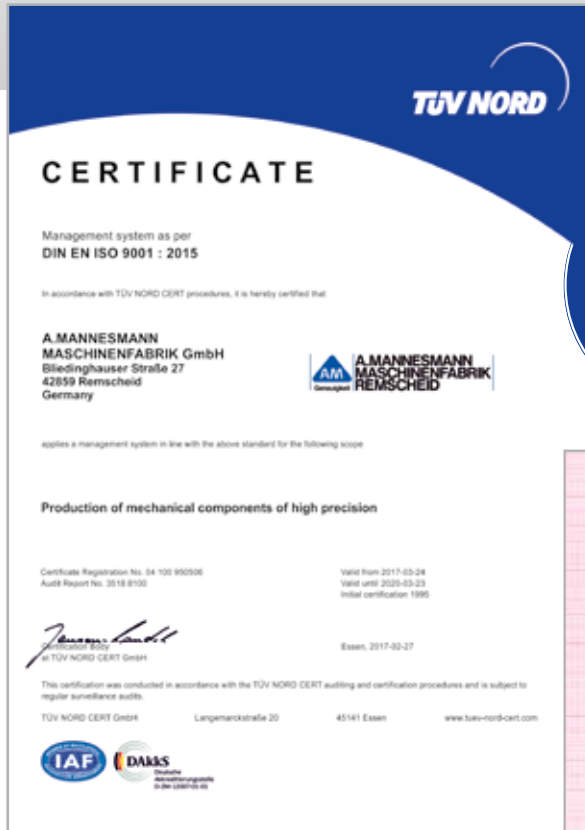 TÜV NORD
CERTIFICATE
Management system as per
DIN EN ISO 9001 : 2015
In accordance with TÜV NORD CERT procedures, it is hereby certified that
A.MANNESMANN
MASCHINENFABRIK GmbH
Bliedinghauser Straße 27
42859 Remscheid
Germany
AM
Genauigkeit
A.MANNESMANN
MASCHINENFABRIK
REMSCHEID
applies a management system in line with the above standard for the following scope
Production of mechanical components of high precision
Certificate Registration No. 04 100 950506
Audit Report No. 3518 8100
Valid from 2017-03-24
Valid until 2020-03-23
Initial certification 1995
Certification Body
at TÜV NORD CERT GmbH
Essen, 2017-02-27
This certification was conducted in accordance with the TÜV NORD CERT auditing and certification procedures and is subject to
regular surveillance audits.
TÜV NORD CERT GmbH Langemarckstraße 20 45141 Essen www.tuev-nord-cert.com
IAF
DAkkS
Deutsche
Akkreditierungsstelle